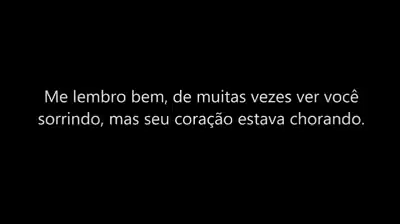 Me lembro bem, de muitas vezes ver você
sorrindo, mas seu coração estava chorando.